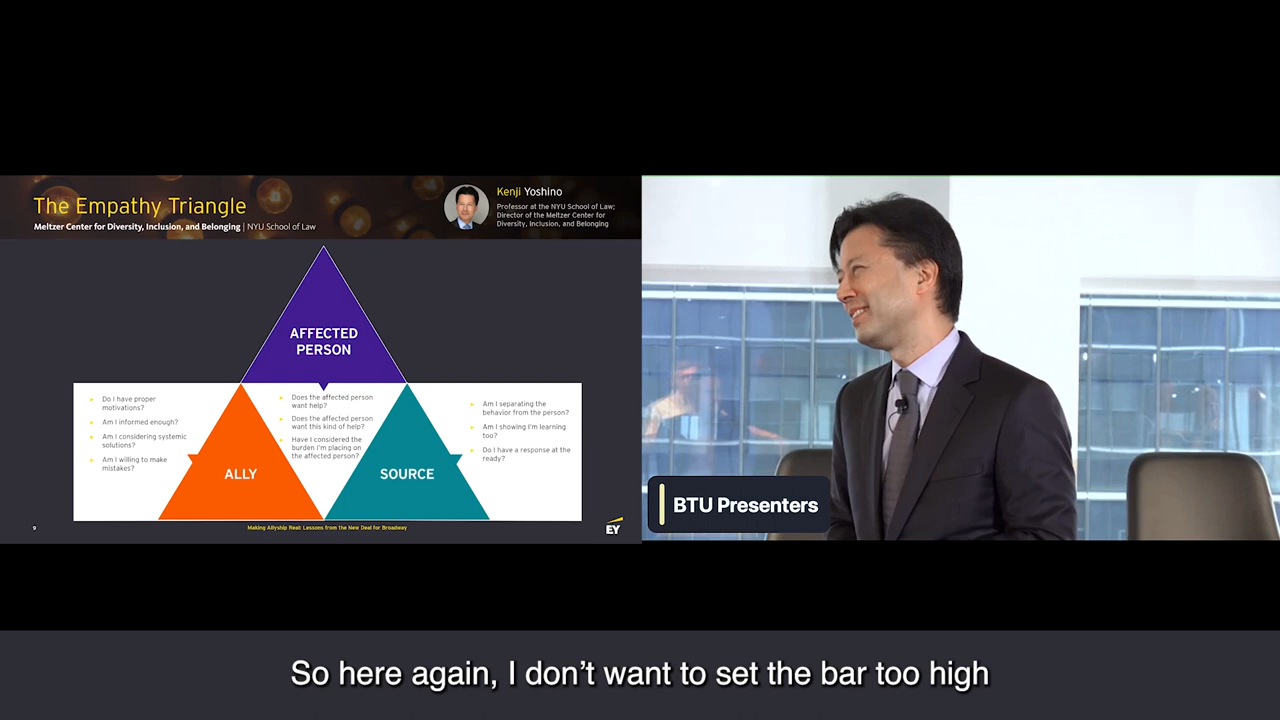 The Empathy Triangle
Meltzer Center for Diversity, Inclusion, and Belonging | NYU School of Law
Kenji Yoshino
Professor at the NYU School of Law;
Director of the Meltzer Center for
Diversity, Inclusion, and Belonging
AFFECTED
PERSON
Do I have proper
motivations?
Am I informed enough?
Am I considering systemic
solutions?
Am I willing to make
mistakes?
Does the affected person
want help?
Does the affected person
want this kind of help?
Have I considered the
burden I'm placing on
the affected person?
Am I separating the
behavior from the person?
Am I showing I'm learning
too?
Do I have a response at the
ready?
ALLY
SOURCE
9
Making Allyship Real: Lessons from the New Deal for Broadway
EY
BTU Presenters
So here again, I don't want to set the bar too high